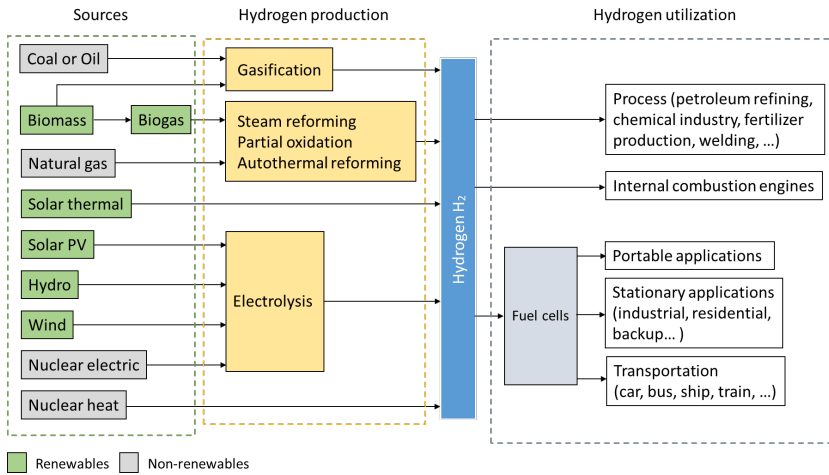 Sources
Hydrogen production
Hydrogen utilization
Coal or Oil
Biomass
Biogas
Natural gas
Solar thermal
Solar PV
Hydro
Wind
Nuclear electric
Nuclear heat
Gasification
Steam reforming
Partial oxidation
Autothermal reforming
Electrolysis
Hydrogen H₂
Process (petroleum refining,
chemical industry, fertilizer
production, welding, ...)
Internal combustion engines
Fuel cells
Portable applications
Stationary applications
(industrial, residential,
backup... )
Transportation
(car, bus, ship, train, ...)
Renewables
Non-renewables